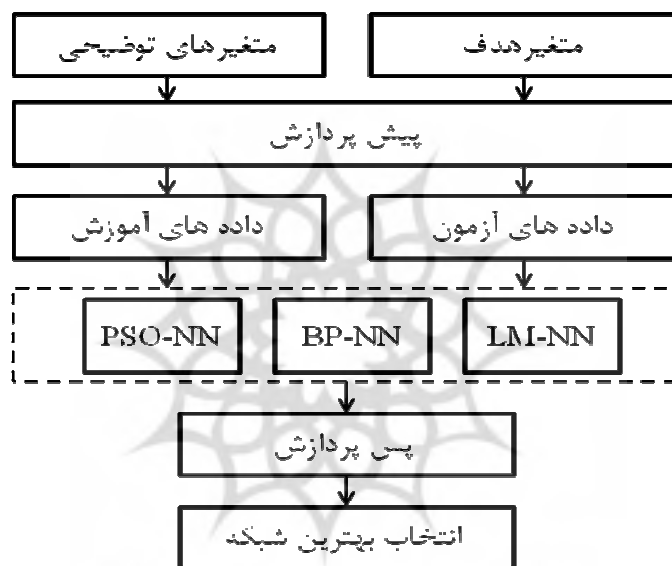 متغیرهدف
متغیرهای توضیحی
پیش پردازش
داده های آزمون
داده های آموزش
PSO-NN
BP-NN
LM-NN
پس پردازش
انتخاب بهترین شبکه